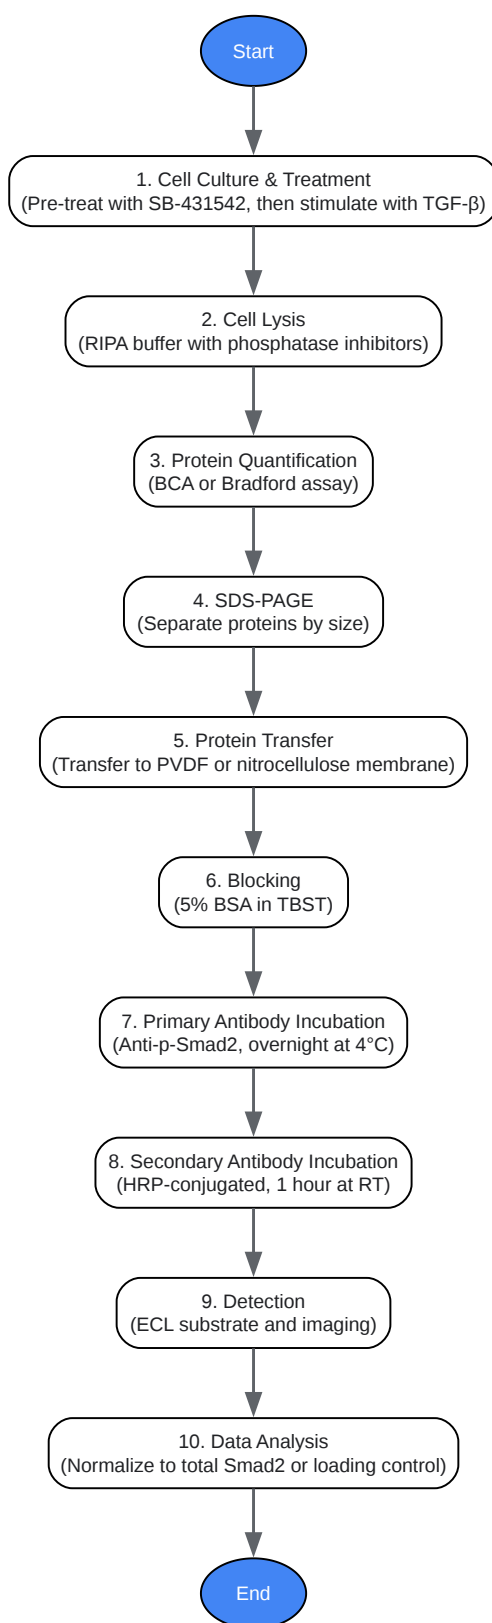 Start
1. Cell Culture & Treatment
(Pre-treat with SB-431542, then stimulate with TGF-β)
2. Cell Lysis
(RIPA buffer with phosphatase inhibitors)
3. Protein Quantification
(BCA or Bradford assay)
4. SDS-PAGE
(Separate proteins by size)
5. Protein Transfer
(Transfer to PVDF or nitrocellulose membrane)
6. Blocking
(5% BSA in TBST)
7. Primary Antibody Incubation
(Anti-p-Smad2, overnight at 4°C)
8. Secondary Antibody Incubation
(HRP-conjugated, 1 hour at RT)
9. Detection
(ECL substrate and imaging)
10. Data Analysis
(Normalize to total Smad2 or loading control)
End